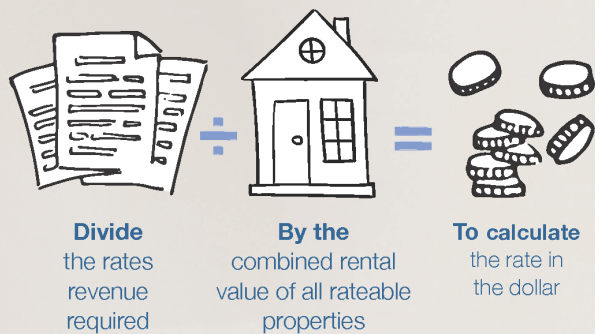 Divide
the rates
revenue
required
÷
By the
combined rental
value of all rateable
properties
=
To calculate
the rate in
the dollar